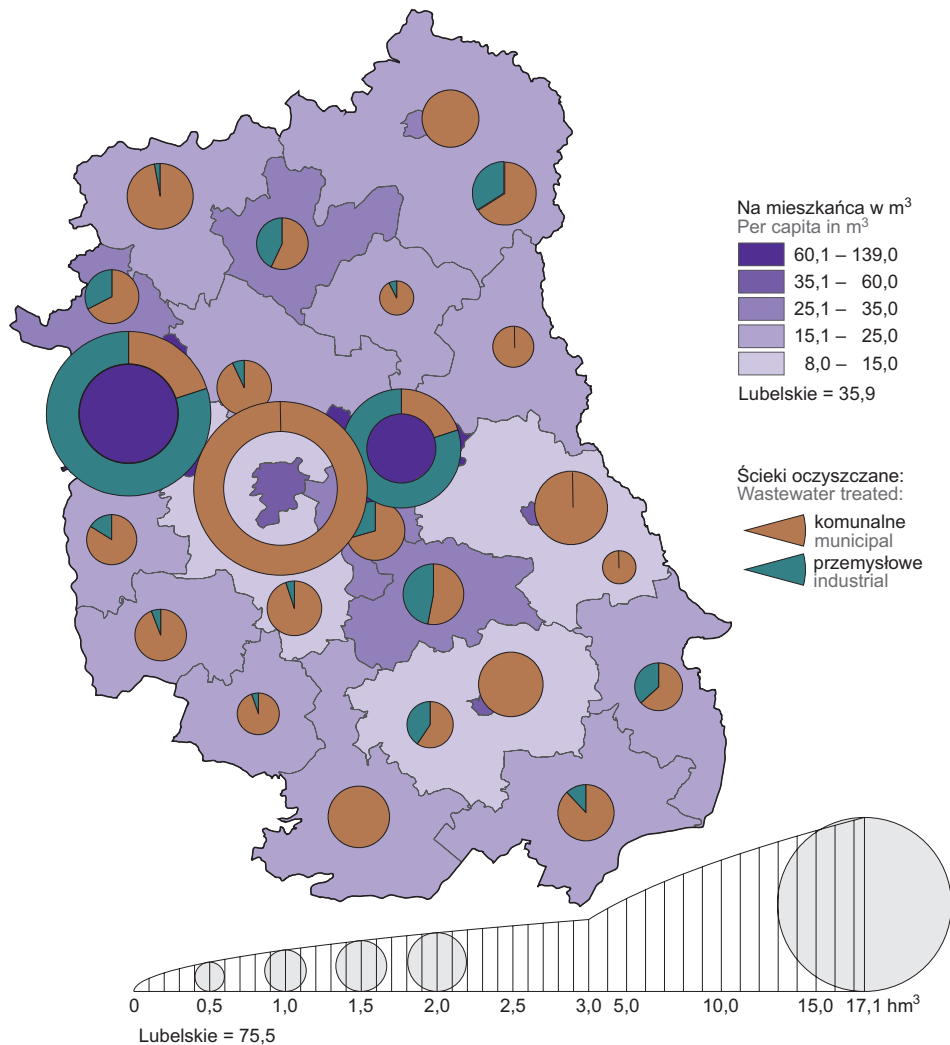 Na mieszkańca w m³
Per capita in m³
60,1 – 139,0
35,1 – 60,0
25,1 – 35,0
15,1 – 25,0
8,0 – 15,0
Lubelskie = 35,9
Ścieki oczyszczane:
Wastewater treated:
komunalne
municipal
przemysłowe
industrial
0 0,5 1,0 1,5 2,0 2,5 3,0 5,0 10,0 15,0 17,1 hm³
Lubelskie = 75,5